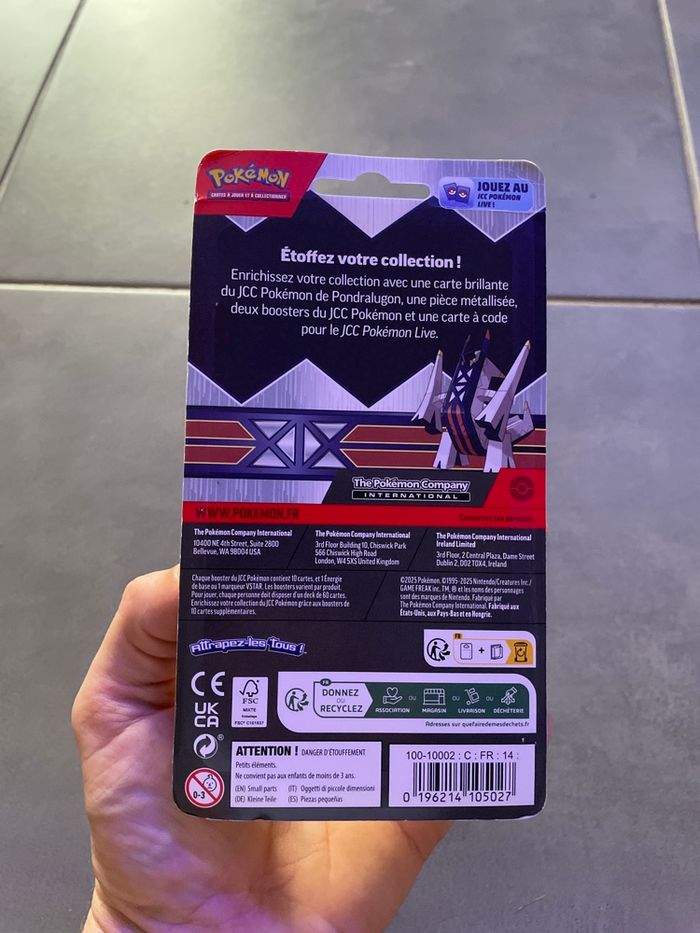 POKéMON
CARTES À JOUER ET À COLLECTIONNER
JOUEZ AU
JCC POKÉMON
LIVE !
Étoffez votre collection !
Enrichissez votre collection avec une carte brillante
du JCC Pokémon de Pondralugon, une pièce métallisée,
deux boosters du JCC Pokémon et une carte à code
pour le JCC Pokémon Live.
The Pokémon Company
INTERNATIONAL
WWW.POKEMON.FR
The Pokémon Company International
10400 NE 4th Street, Suite 2800
Bellevue, WA 98004 USA
The Pokémon Company International
3rd Floor Building 10, Chiswick Park
566 Chiswick High Road
London, W4 5XS United Kingdom
The Pokémon Company International
Ireland Limited
3rd Floor, 2 Central Plaza, Dame Street
Dublin 2, D02 T0X4, Ireland
Chaque booster du JCC Pokémon contient 10 cartes, et 1 Énergie
de base ou 1 marqueur VSTAR. Les boosters varient par produit.
Pour jouer, chaque personne doit disposer d'un deck de 60 cartes.
Enrichissez votre collection du JCC Pokémon grâce aux boosters de
10 cartes supplémentaires.
©2025 Pokémon. ©1995-2025 Nintendo/Creatures Inc./
GAME FREAK inc. TM, ® et les noms des personnages
sont des marques de Nintendo. Fabriqué par
The Pokémon Company International. Fabriqué aux
États-Unis, aux Pays-Bas et en Hongrie.
Attrapez-les Tous !
FR
+
CE
FSC
MIXTE
Emballage
FSC® C161637
UK
CA
®
FR
DONNEZ
ou
RECYCLEZ
ASSOCIATION
OU
MAGASIN
OU
LIVRAISON
OU
DÉCHÈTERIE
Adresses sur quefairedemesdechets.fr
0-3
ATTENTION ! DANGER D'ÉTOUFFEMENT
Petits éléments.
Ne convient pas aux enfants de moins de 3 ans.
(EN) Small parts (IT) Oggetti di piccole dimensioni
(DE) Kleine Teile (ES) Piezas pequeñas
100-10002 : C : FR : 14 :
0 196214 105027